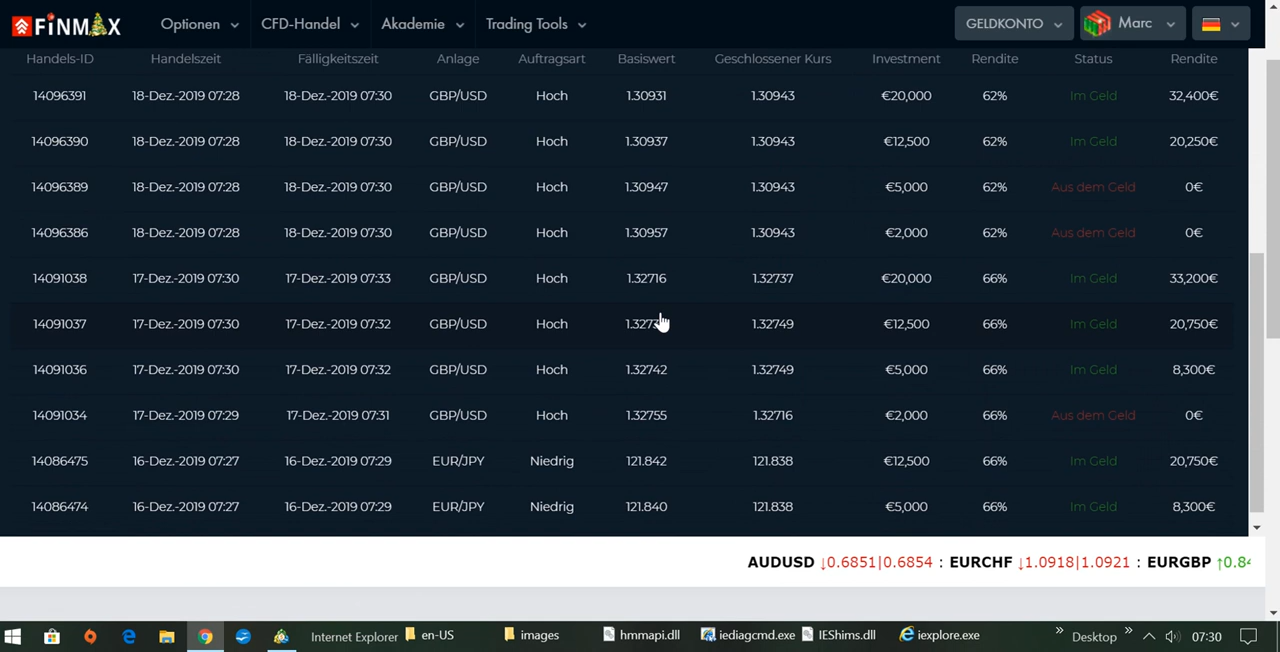 FiNMAX Optionen CFD-Handel Akademie Trading Tools GELDKONTO Marc
Handels-ID Handelszeit Fälligkeitszeit Anlage Auftragsart Basiswert Geschlossener Kurs Investment Rendite Status Rendite
14096391 18-Dez.-2019 07:28 18-Dez.-2019 07:30 GBP/USD Hoch 1.30931 1.30943 €20,000 62% Im Geld 32,400€
14096390 18-Dez.-2019 07:28 18-Dez.-2019 07:30 GBP/USD Hoch 1.30937 1.30943 €12,500 62% Im Geld 20,250€
14096389 18-Dez.-2019 07:28 18-Dez.-2019 07:30 GBP/USD Hoch 1.30947 1.30943 €5,000 62% Aus dem Geld 0€
14096386 18-Dez.-2019 07:28 18-Dez.-2019 07:30 GBP/USD Hoch 1.30957 1.30943 €2,000 62% Aus dem Geld 0€
14091038 17-Dez.-2019 07:30 17-Dez.-2019 07:33 GBP/USD Hoch 1.32716 1.32737 €20,000 66% Im Geld 33,200€
14091037 17-Dez.-2019 07:30 17-Dez.-2019 07:32 GBP/USD Hoch 1.32749 €12,500 66% Im Geld 20,750€
14091036 17-Dez.-2019 07:30 17-Dez.-2019 07:32 GBP/USD Hoch 1.32742 1.32749 €5,000 66% Im Geld 8,300€
14091034 17-Dez.-2019 07:29 17-Dez.-2019 07:31 GBP/USD Hoch 1.32755 1.32716 €2,000 66% Aus dem Geld 0€
14086475 16-Dez.-2019 07:27 16-Dez.-2019 07:29 EUR/JPY Niedrig 121.842 121.838 €12,500 66% Im Geld 20,750€
14086474 16-Dez.-2019 07:27 16-Dez.-2019 07:29 EUR/JPY Niedrig 121.840 121.838 €5,000 66% Im Geld 8,300€
AUDUSD ↓0.6851|0.6854 : EURCHF ↓1.0918|1.0921 : EURGBP ↑0.84
Internet Explorer en-US images hmmapi.dll iediagcmd.exe IEShims.dll iexplore.exe » Desktop » 07:30